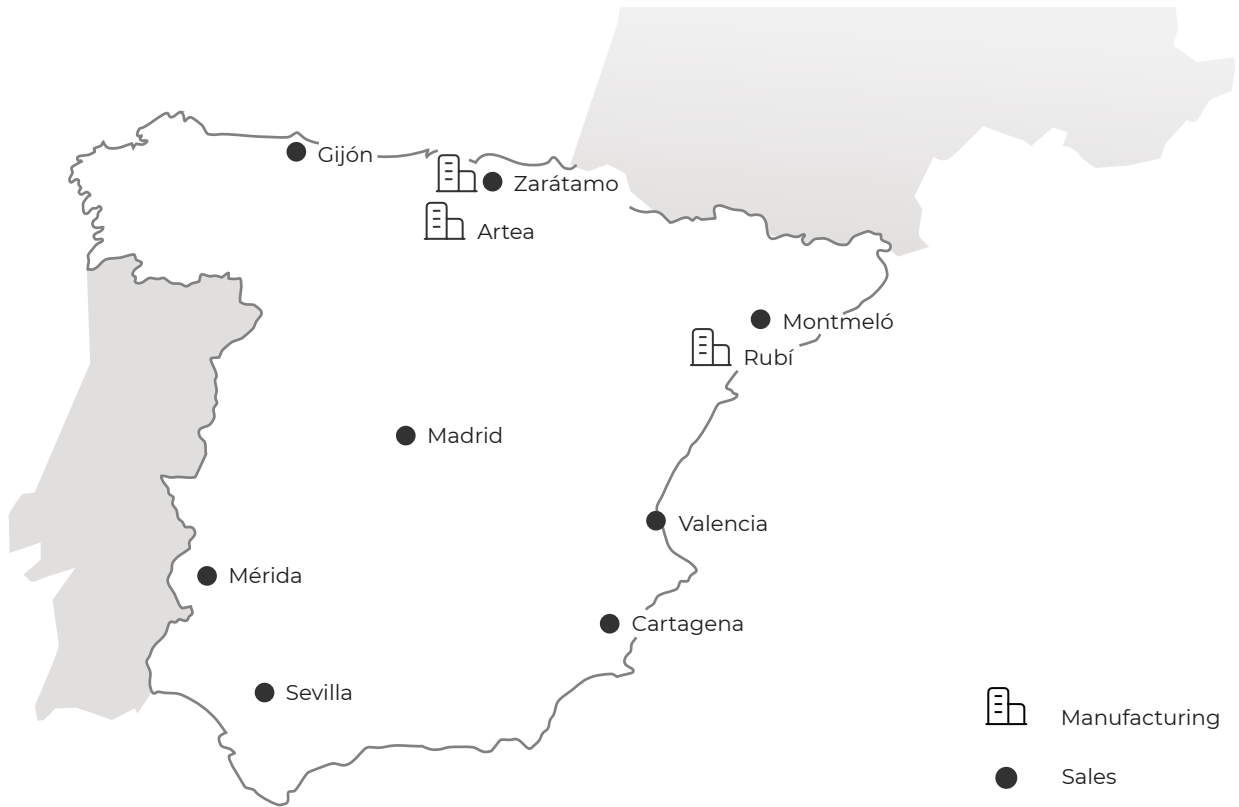 Gijón
Zarátamo
Artea
Montmeló
Rubí
Madrid
Valencia
Mérida
Cartagena
Sevilla
Manufacturing
Sales